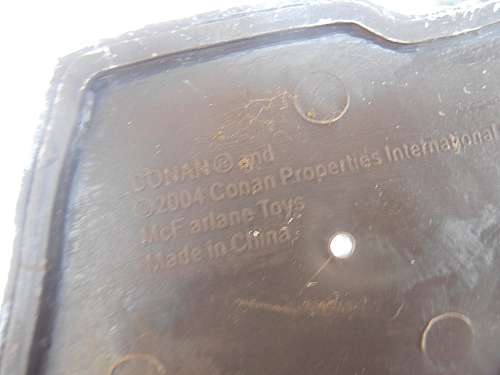 CONAN® and
©2004 Conan Properties International
McFarlane Toys
Made in China